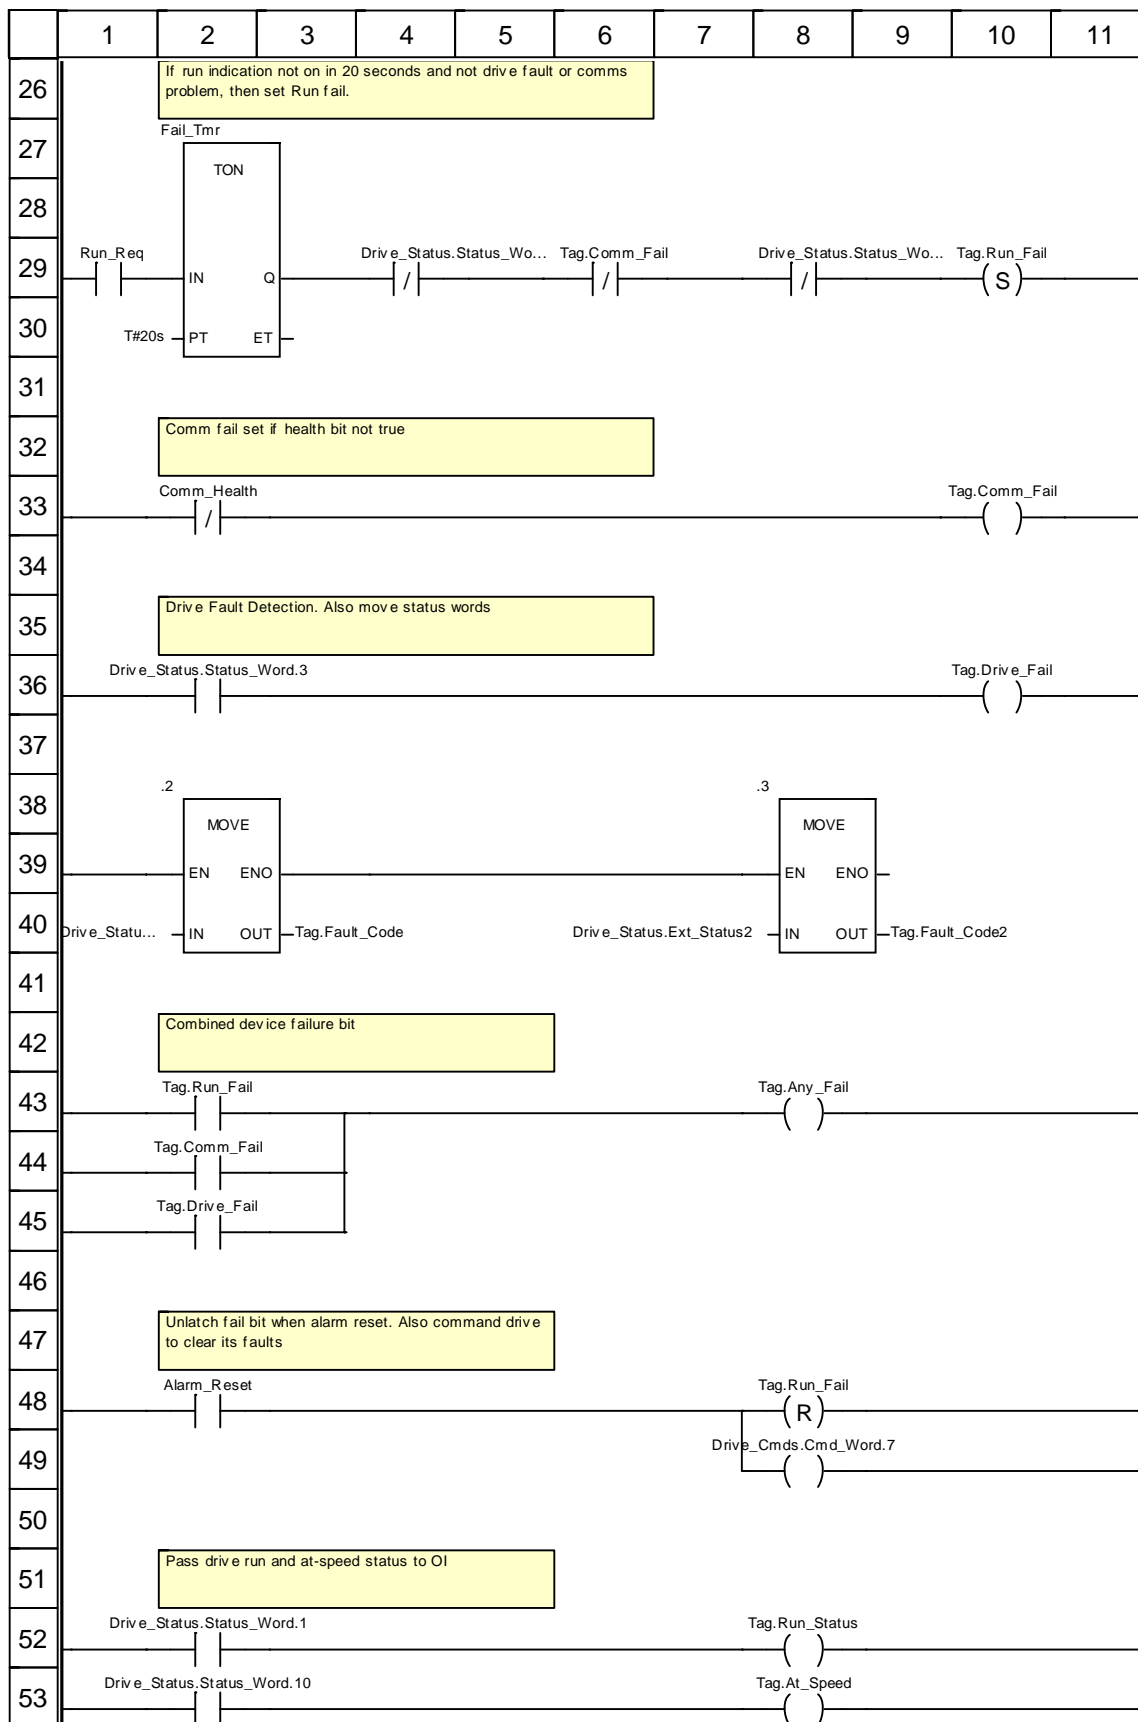 1 2 3 4 5 6 7 8 9 10 11
26
If run indication not on in 20 seconds and not drive fault or comms
problem, then set Run fail.
27
Fail_Tmr
TON
28
29
Run_Req
IN Q
Drive_Status.Status_Wo...
/
Tag.Comm_Fail
/
Drive_Status.Status_Wo...
/
Tag.Run_Fail
S
30
T#20s PT ET
31
32
Comm fail set if health bit not true
33
Comm_Health
/
Tag.Comm_Fail
34
35
Drive Fault Detection. Also move status words
36
Drive_Status.Status_Word.3
Tag.Drive_Fail
37
38
.2
MOVE
.3
MOVE
39
EN ENO
EN ENO
40
Drive_Statu... IN OUT Tag.Fault_Code
Drive_Status.Ext_Status2 IN OUT Tag.Fault_Code2
41
42
Combined device failure bit
43
Tag.Run_Fail
Tag.Any_Fail
44
Tag.Comm_Fail
45
Tag.Drive_Fail
46
47
Unlatch fail bit when alarm reset. Also command drive
to clear its faults
48
Alarm_Reset
Tag.Run_Fail
R
49
Drive_Cmds.Cmd_Word.7
50
51
Pass drive run and at-speed status to OI
52
Drive_Status.Status_Word.1
Tag.Run_Status
53
Drive_Status.Status_Word.10
Tag.At_Speed